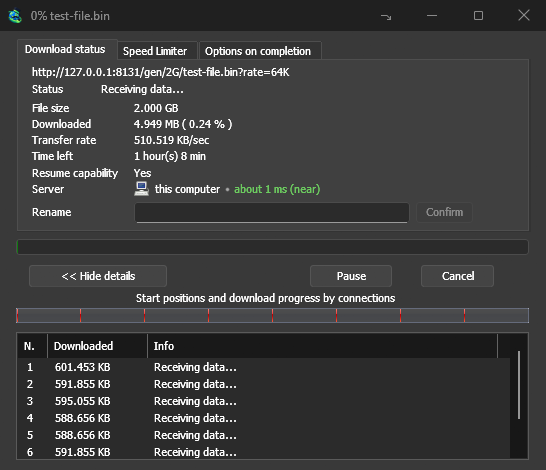 0% test-file.bin
Download status Speed Limiter Options on completion
http://127.0.0.1:8131/gen/2G/test-file.bin?rate=64K
Status Receiving data...
File size 2.000 GB
Downloaded 4.949 MB ( 0.24 % )
Transfer rate 510.519 KB/sec
Time left 1 hour(s) 8 min
Resume capability Yes
Server this computer • about 1 ms (near)
Rename Confirm
<< Hide details Pause Cancel
Start positions and download progress by connections
N. Downloaded Info
1 601.453 KB Receiving data...
2 591.855 KB Receiving data...
3 595.055 KB Receiving data...
4 588.656 KB Receiving data...
5 588.656 KB Receiving data...
6 591.855 KB Receiving data...